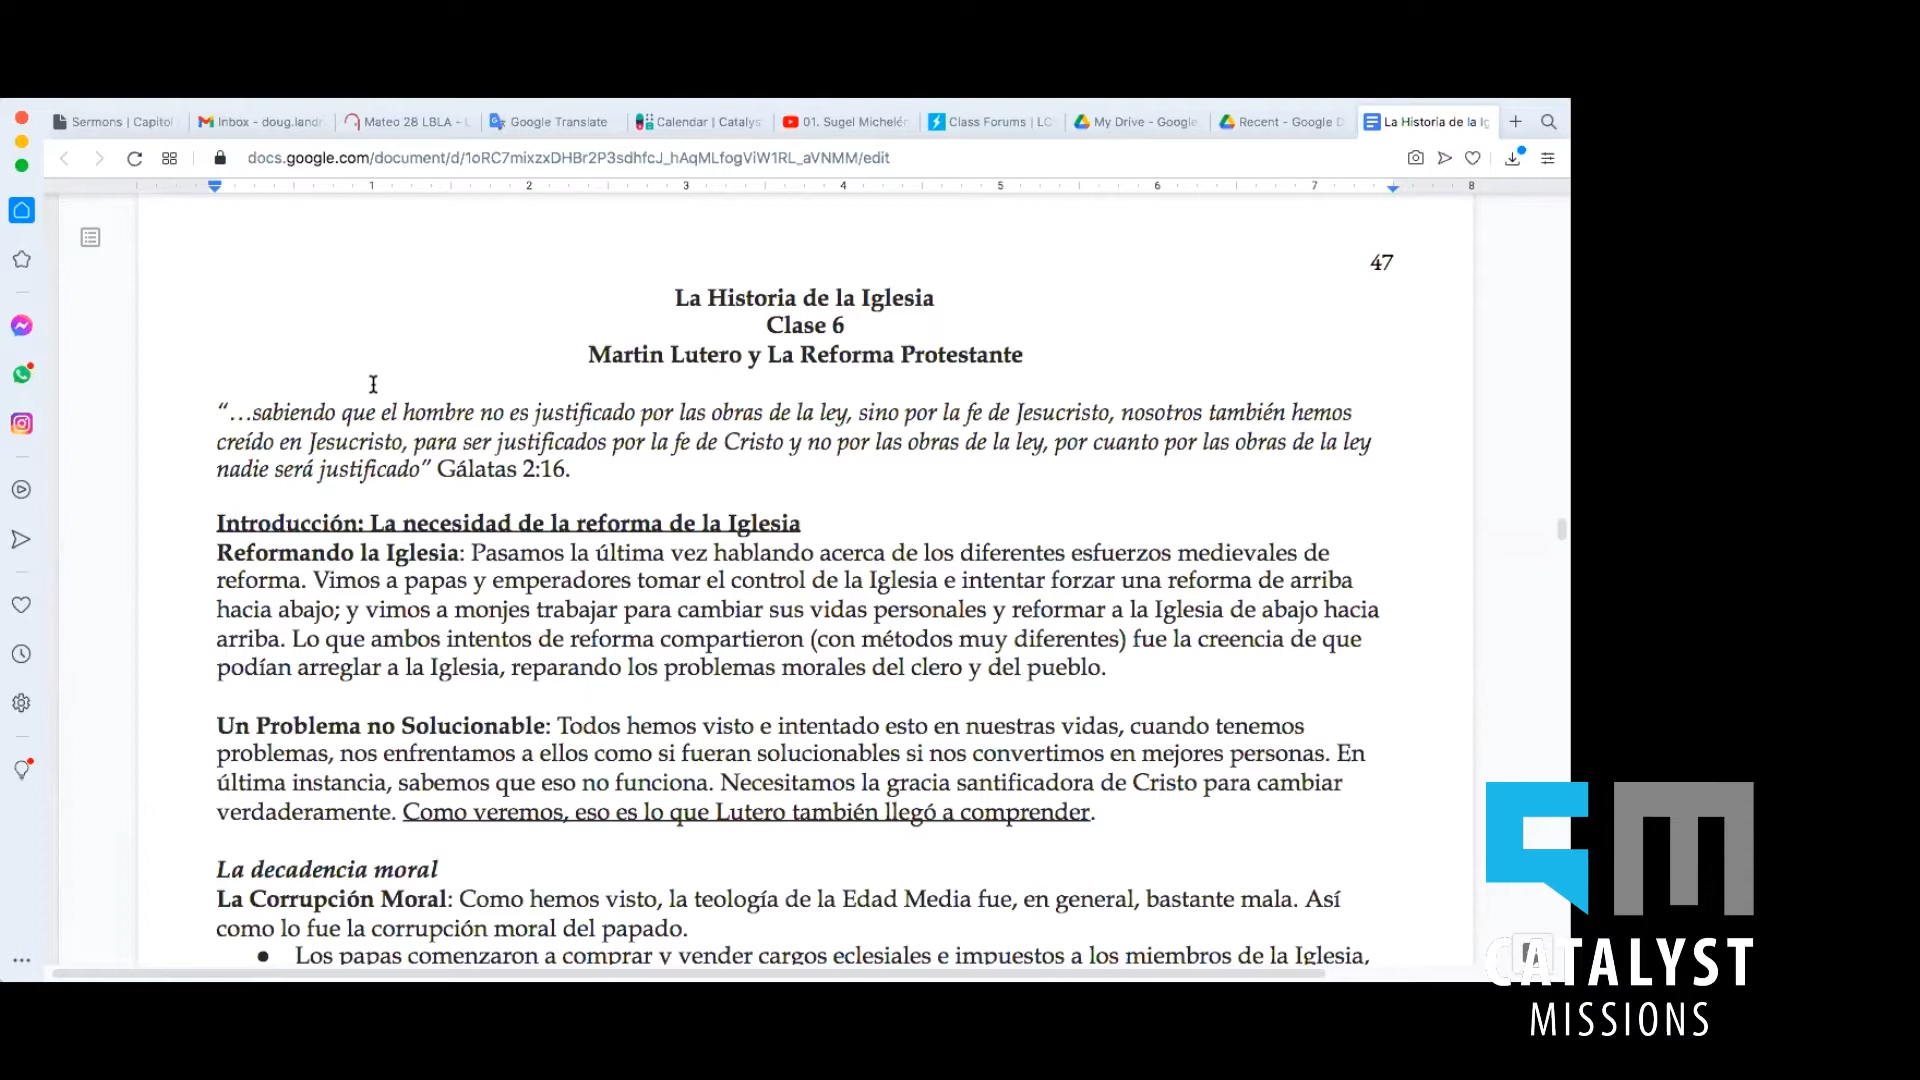 Sermons | Capitol
Inbox - doug.landr
Mateo 28 LBLA - L
Google Translate
Calendar | Catalys
01. Sugel Michelén
Class Forums | LC
My Drive - Google
Recent - Google D
La Historia de la Ig
docs.google.com/document/d/1oRC7mixzxDHBr2P3sdhfcJ_hAqMLfogViW1RL_aVNMM/edit
1 2 3 4 5 6 7 8
47
La Historia de la Iglesia
Clase 6
Martin Lutero y La Reforma Protestante
“…sabiendo que el hombre no es justificado por las obras de la ley, sino por la fe de Jesucristo, nosotros también hemos
creído en Jesucristo, para ser justificados por la fe de Cristo y no por las obras de la ley, por cuanto por las obras de la ley
nadie será justificado” Gálatas 2:16.
Introducción: La necesidad de la reforma de la Iglesia
Reformando la Iglesia: Pasamos la última vez hablando acerca de los diferentes esfuerzos medievales de
reforma. Vimos a papas y emperadores tomar el control de la Iglesia e intentar forzar una reforma de arriba
hacia abajo; y vimos a monjes trabajar para cambiar sus vidas personales y reformar a la Iglesia de abajo hacia
arriba. Lo que ambos intentos de reforma compartieron (con métodos muy diferentes) fue la creencia de que
podían arreglar a la Iglesia, reparando los problemas morales del clero y del pueblo.
Un Problema no Solucionable: Todos hemos visto e intentado esto en nuestras vidas, cuando tenemos
problemas, nos enfrentamos a ellos como si fueran solucionables si nos convertimos en mejores personas. En
última instancia, sabemos que eso no funciona. Necesitamos la gracia santificadora de Cristo para cambiar
verdaderamente. Como veremos, eso es lo que Lutero también llegó a comprender.
La decadencia moral
La Corrupción Moral: Como hemos visto, la teología de la Edad Media fue, en general, bastante mala. Así
como lo fue la corrupción moral del papado.
● Los papas comenzaron a comprar y vender cargos eclesiales e impuestos a los miembros de la Iglesia,
CATALYST
MISSIONS